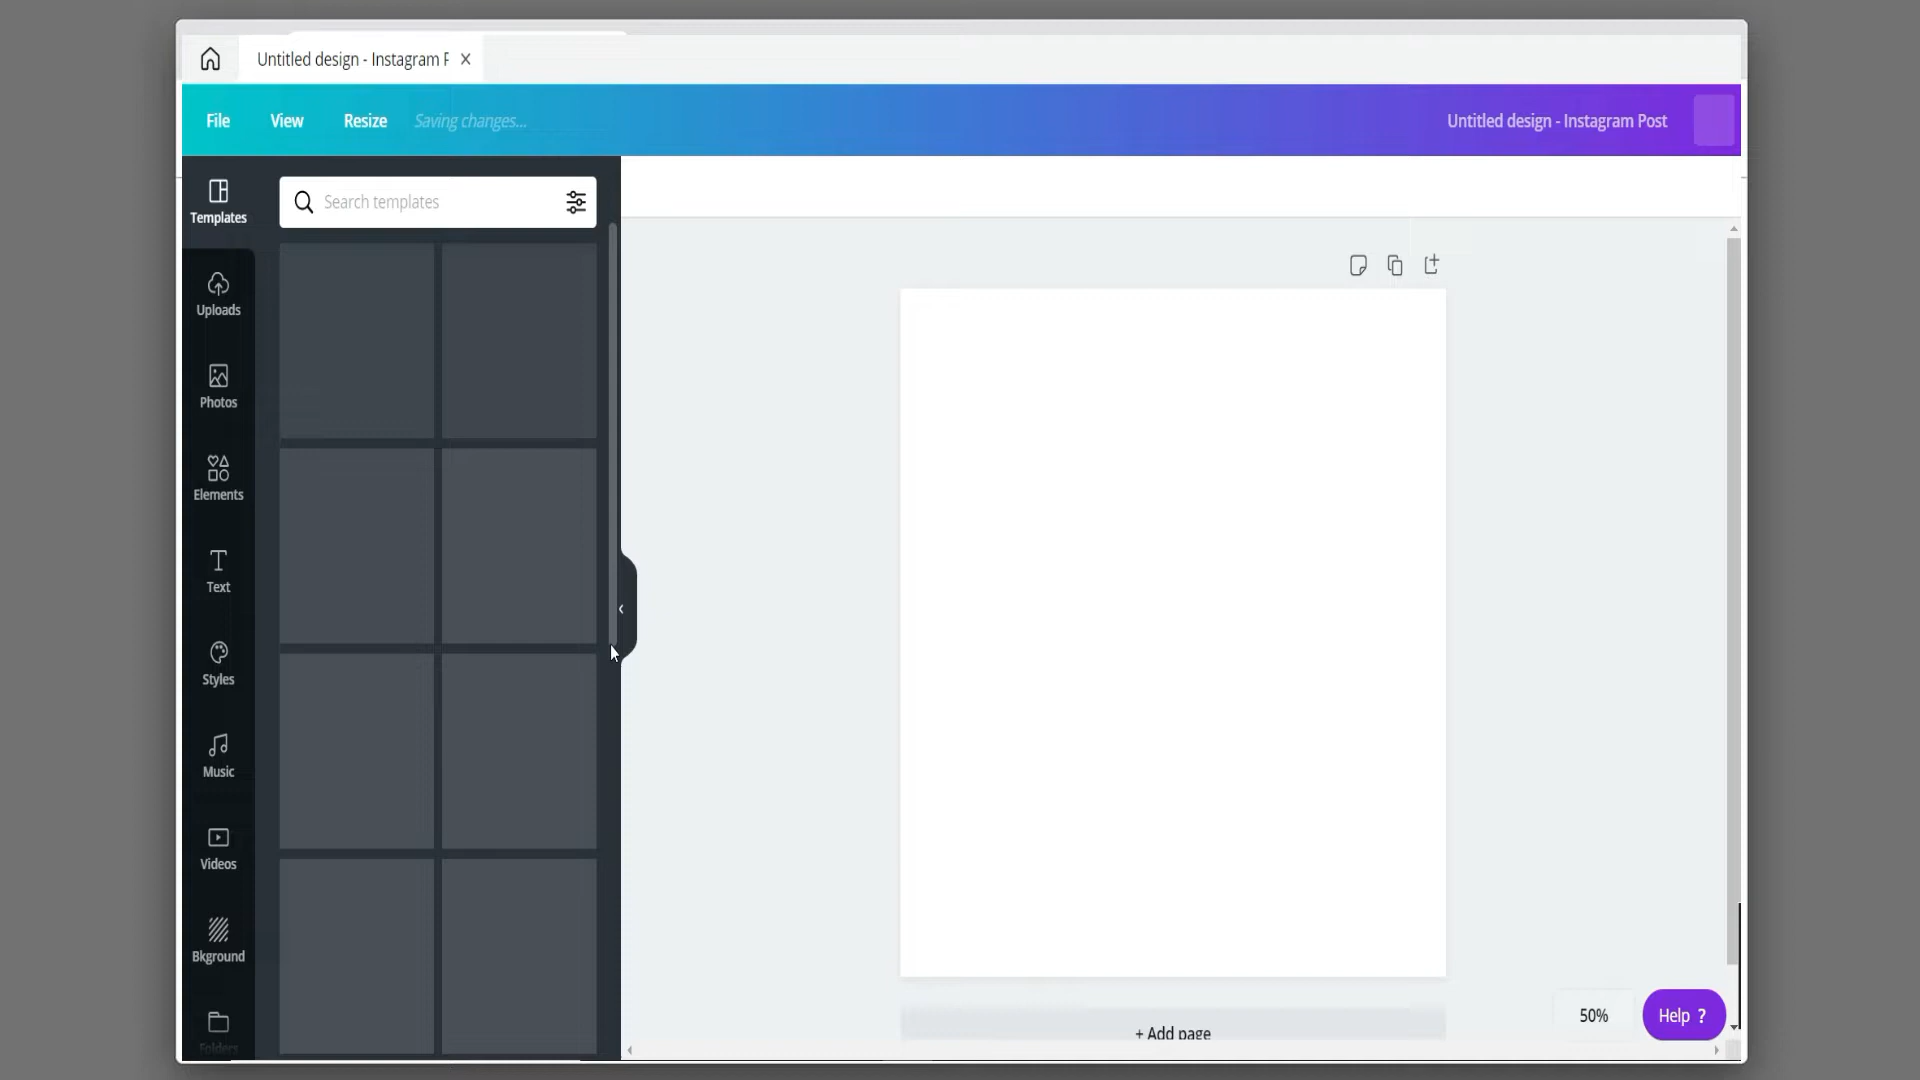 Untitled design - Instagram P
File
View
Resize
Saving changes...
Untitled design - Instagram Post
Templates
Search templates
Uploads
Photos
Elements
Text
Styles
Music
Videos
Bkground
Folders
+ Add page
50%
Help ?